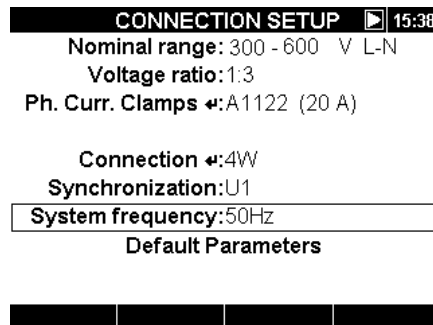 CONNECTION SETUP 15:38
Nominal range: 300 - 600 V L-N
Voltage ratio:1:3
Ph. Curr. Clamps ↵:A1122 (20 A)
Connection ↵:4W
Synchronization:U1
System frequency:50Hz
Default Parameters